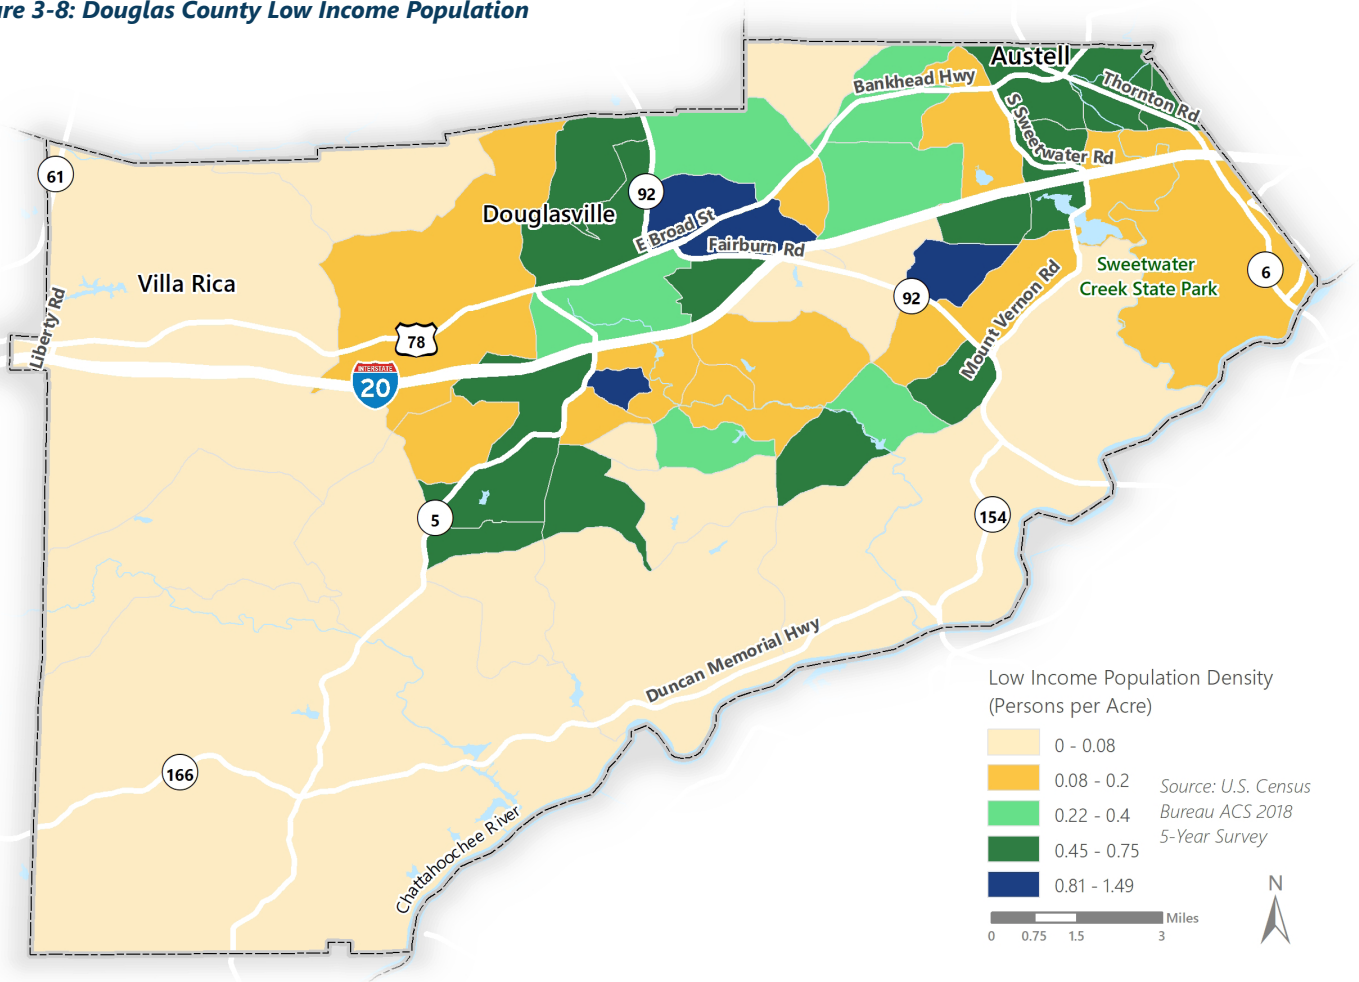 re 3-8: Douglas County Low Income Population
Austell
Bankhead Hwy
Thornton Rd
S Sweetwater Rd
61
92
Douglasville
E Broad St
Fairburn Rd
Sweetwater
Creek State Park
6
Villa Rica
92
Liberty Rd
78
Mount Vernon Rd
INTERSTATE
20
5
154
Duncan Memorial Hwy
166
Chattahoochee River
Low Income Population Density
(Persons per Acre)
0 - 0.08
0.08 - 0.2
0.22 - 0.4
0.45 - 0.75
0.81 - 1.49
Source: U.S. Census
Bureau ACS 2018
5-Year Survey
N
Miles
0 0.75 1.5 3